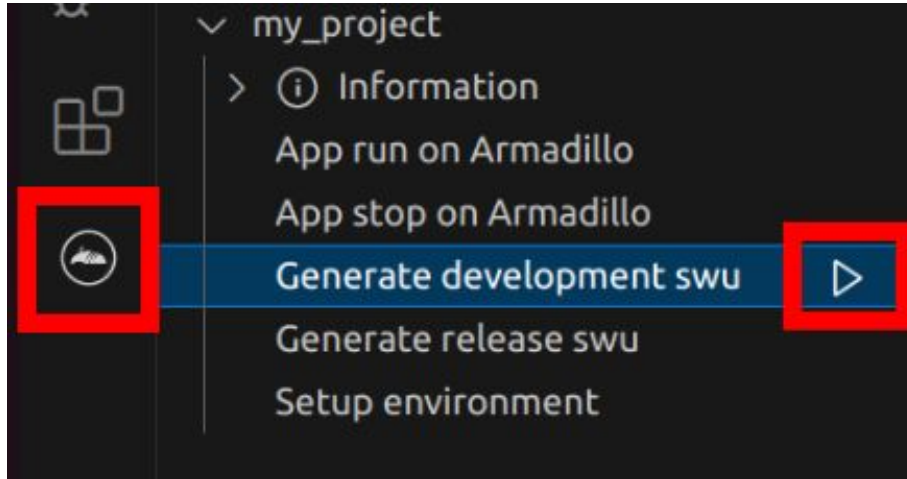 my_project
Information
App run on Armadillo
App stop on Armadillo
Generate development swu
Generate release swu
Setup environment